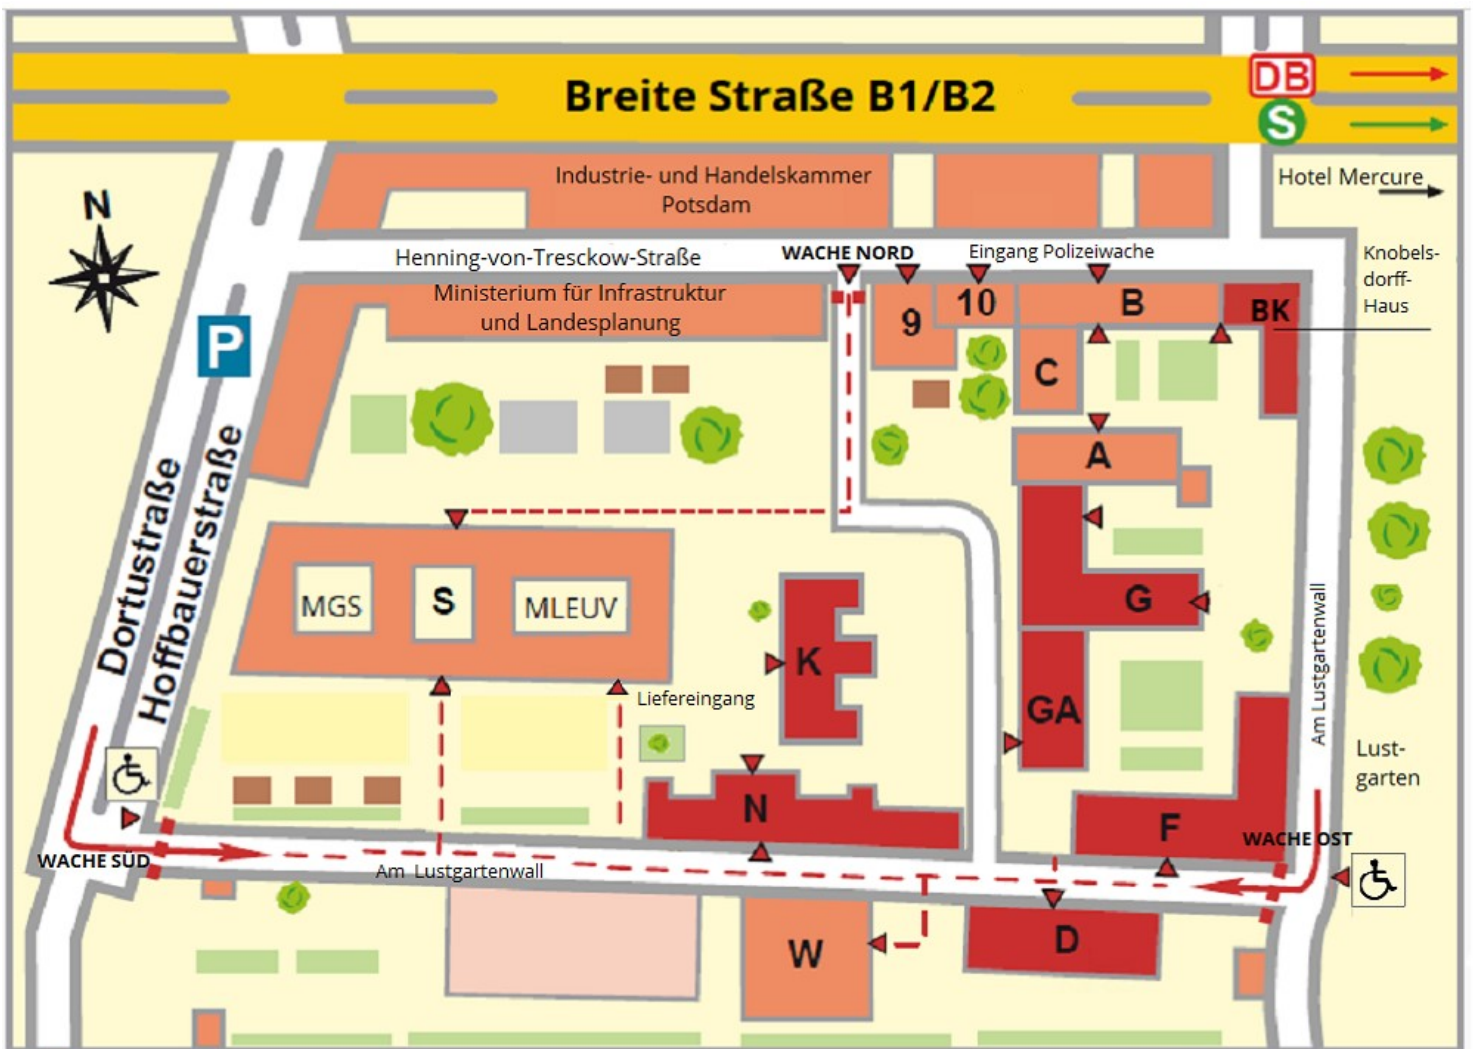 Breite Straße B1/B2
DB
S
Hotel Mercure
Industrie- und Handelskammer
Potsdam
N
Henning-von-Tresckow-Straße
WACHE NORD
Eingang Polizeiwache
Knobels-
dorff-
Haus
Ministerium für Infrastruktur
und Landesplanung
9
10
B
BK
P
C
A
Dortustraße
Hoffbauerstraße
MGS
S
MLEUV
K
G
GA
Am Lustgartenwall
Liefereingang
Lust-
garten
N
F
WACHE OST
WACHE SÜD
Am Lustgartenwall
W
D